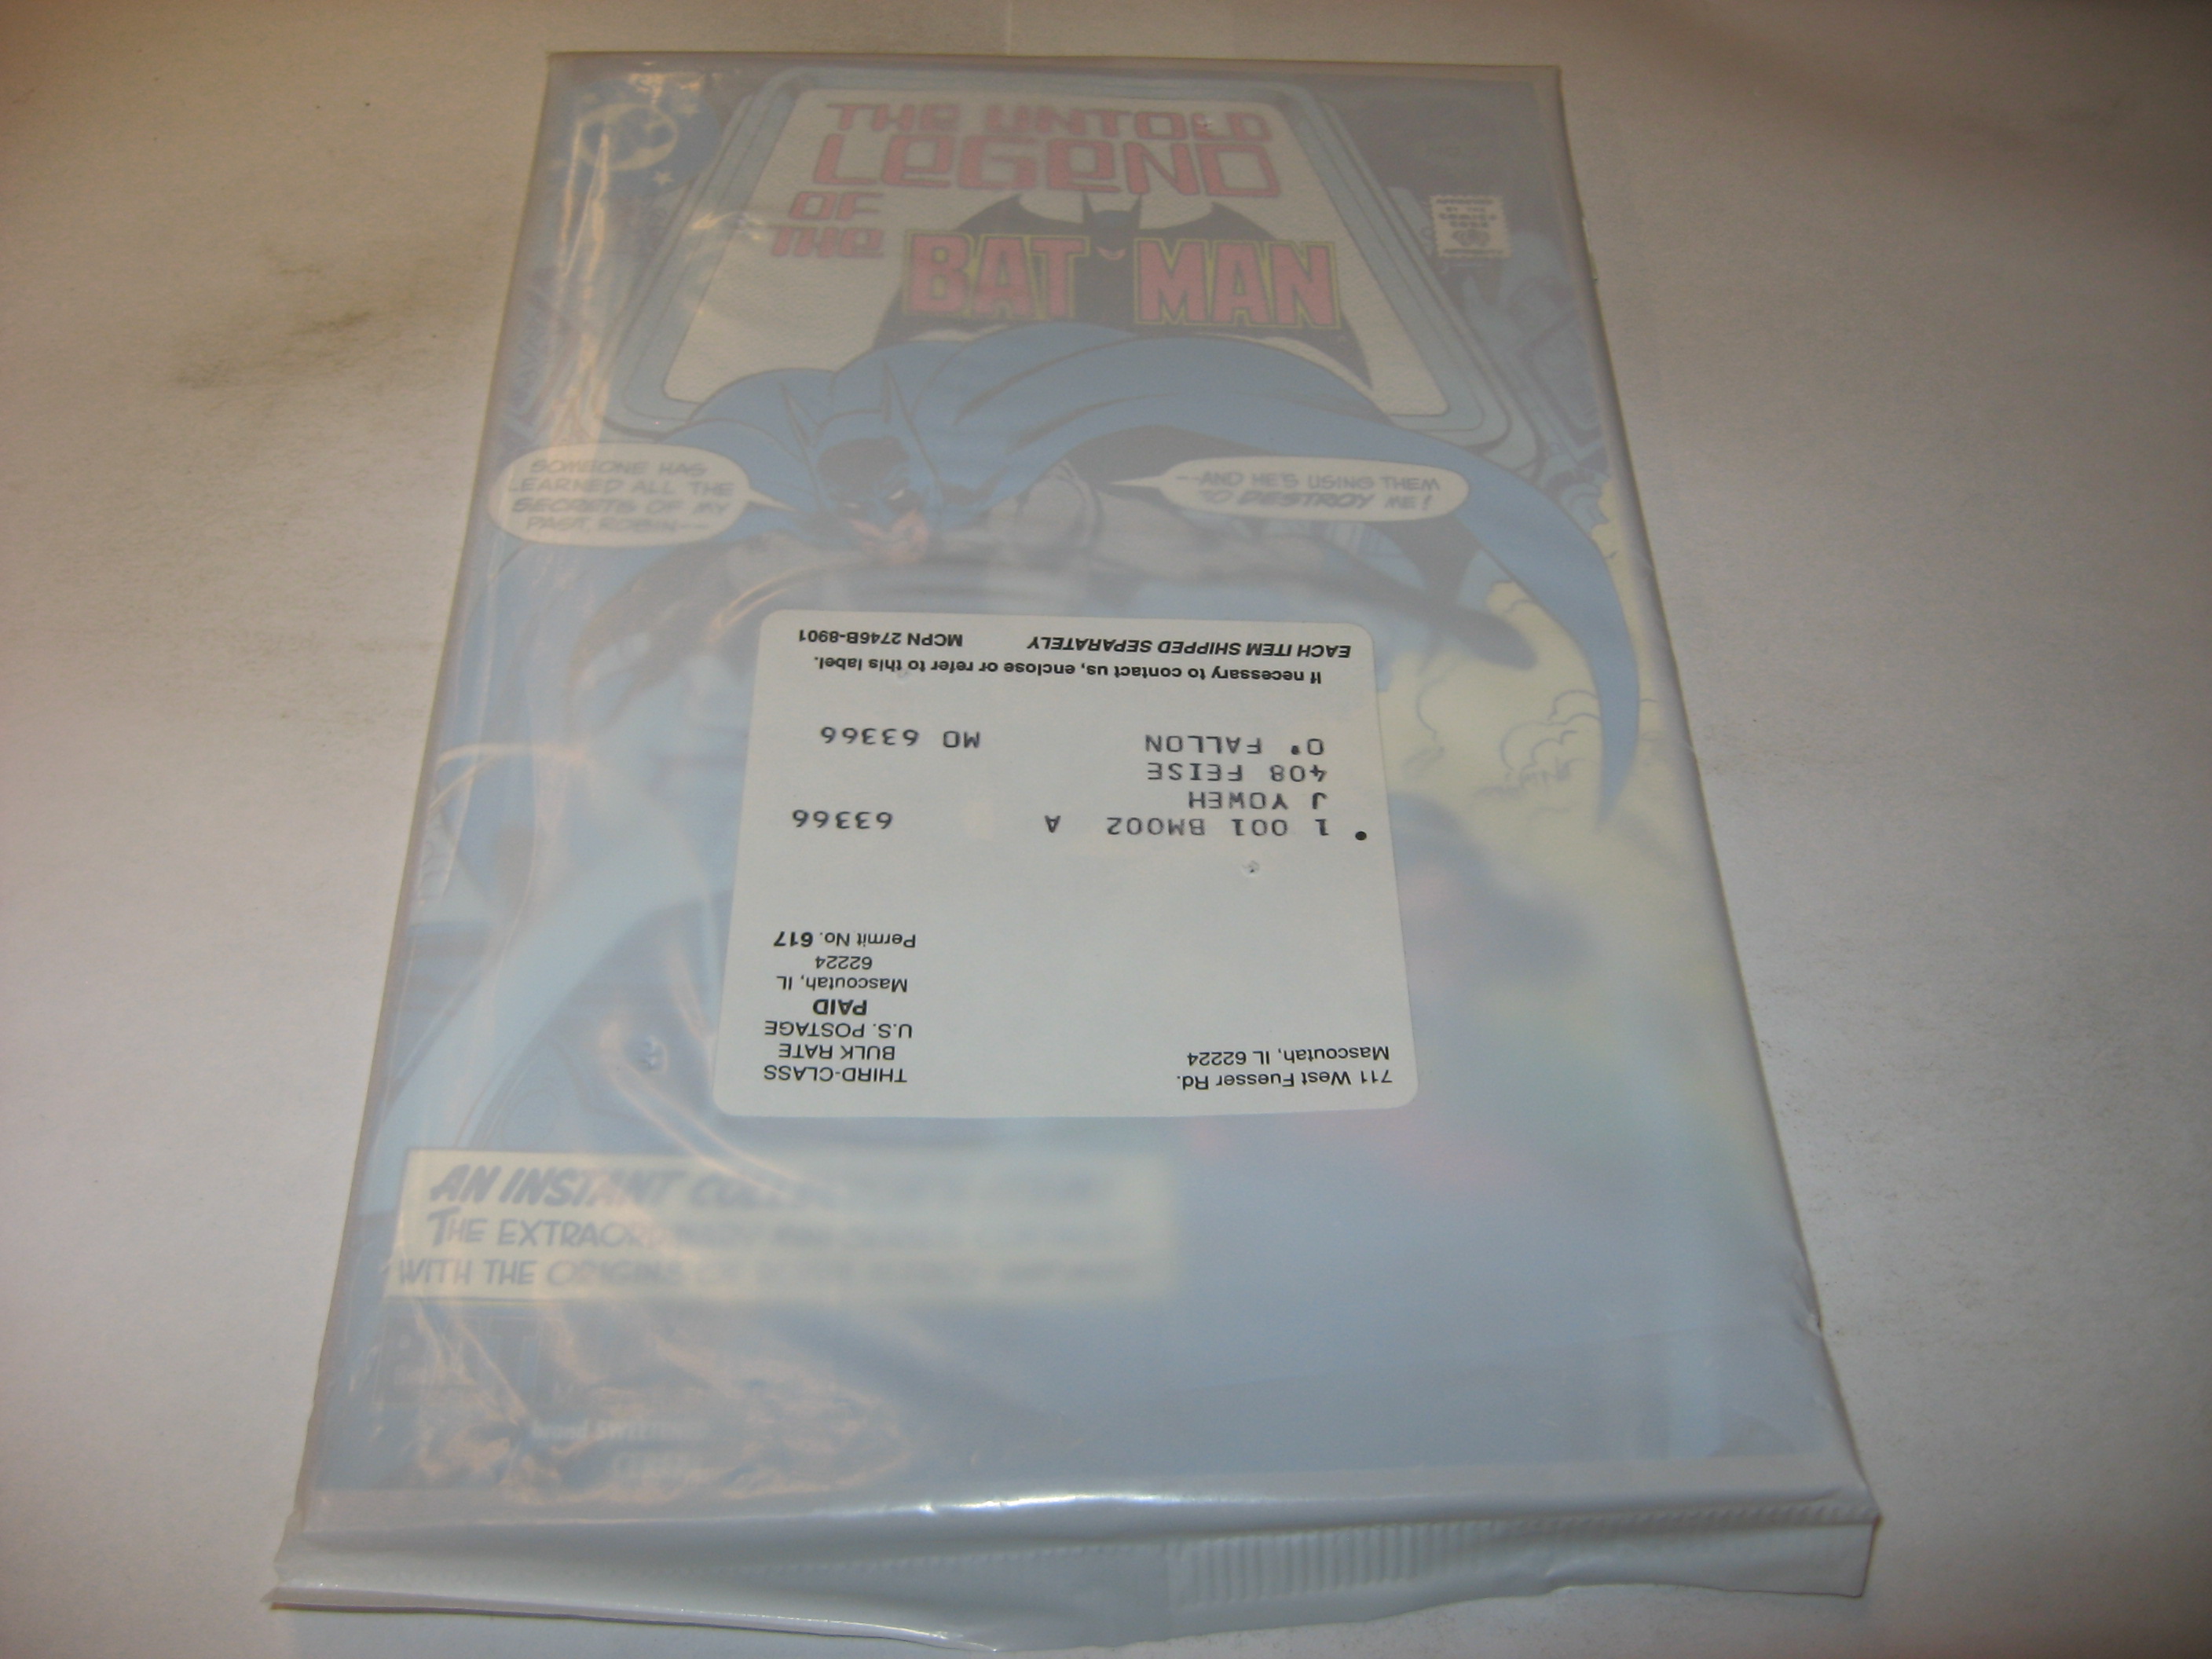 THE UNTOLD
LEGEND
OF
THE
BATMAN
SOMEONE HAS
LEARNED ALL THE
SECRETS OF MY
PAST, ROBIN--
--AND HE'S USING THEM
TO DESTROY ME!
711 West Fuesser Rd.
Mascoutah, IL 62224
THIRD-CLASS
BULK RATE
U.S. POSTAGE
PAID
Mascoutah, IL
62224
Permit No. 617
• 1 001 BM002 A 63366
J YOWEH
408 FEISE
O' FALLON MO 63366
If necessary to contact us, enclose or refer to this label.
EACH ITEM SHIPPED SEPARATELY MCPN 2746B-8901
AN INSTANT
THE EXTRAORDINARY
WITH THE ORIGINS OF